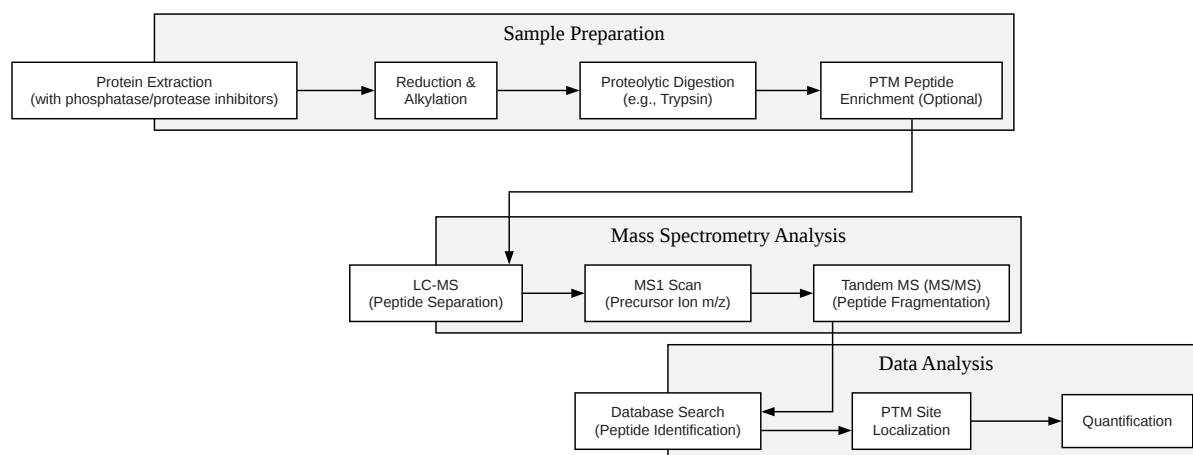 Sample Preparation
Protein Extraction
(with phosphatase/protease inhibitors)
Reduction &
Alkylation
Proteolytic Digestion
(e.g., Trypsin)
PTM Peptide
Enrichment (Optional)
Mass Spectrometry Analysis
LC-MS
(Peptide Separation)
MS1 Scan
(Precursor Ion m/z)
Tandem MS (MS/MS)
(Peptide Fragmentation)
Data Analysis
Database Search
(Peptide Identification)
PTM Site
Localization
Quantification